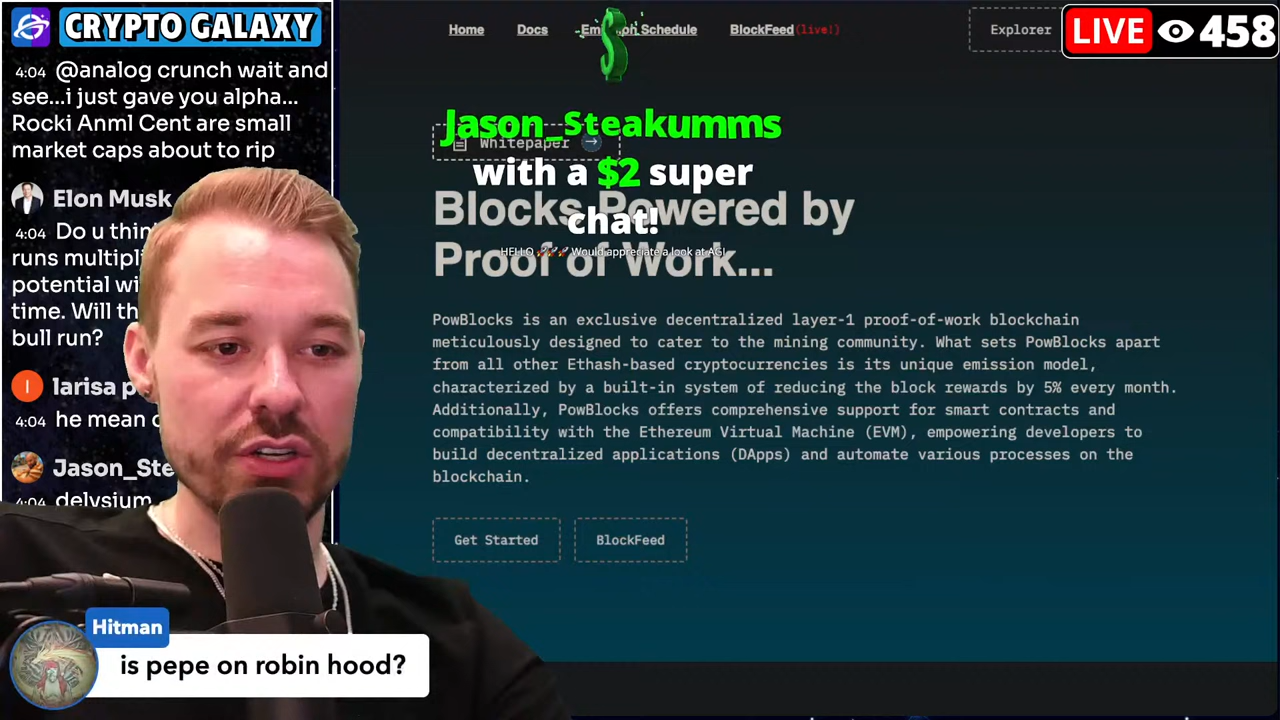 CRYPTO GALAXY
4:04 @analog crunch wait and
see...i just gave you alpha...
Rocki Anml Cent are small
market caps about to rip
Elon Musk
4:04 Do u thin
runs multipl
potential wi
time. Will th
bull run?
larisa p
4:04 he mean
Jason_Ste
4:04 delysium
Home Docs Emission Schedule BlockFeed(live!) Explorer
LIVE 458
Jason_Steakumms
with a $2 super
chat!
HELLO 🚀🚀🚀 Would appreciate a look at AGI
Whitepaper
Blocks Powered by
Proof of Work...
PowBlocks is an exclusive decentralized layer-1 proof-of-work blockchain
meticulously designed to cater to the mining community. What sets PowBlocks apart
from all other Ethash-based cryptocurrencies is its unique emission model,
characterized by a built-in system of reducing the block rewards by 5% every month.
Additionally, PowBlocks offers comprehensive support for smart contracts and
compatibility with the Ethereum Virtual Machine (EVM), empowering developers to
build decentralized applications (DApps) and automate various processes on the
blockchain.
Get Started BlockFeed
Hitman
is pepe on robin hood?